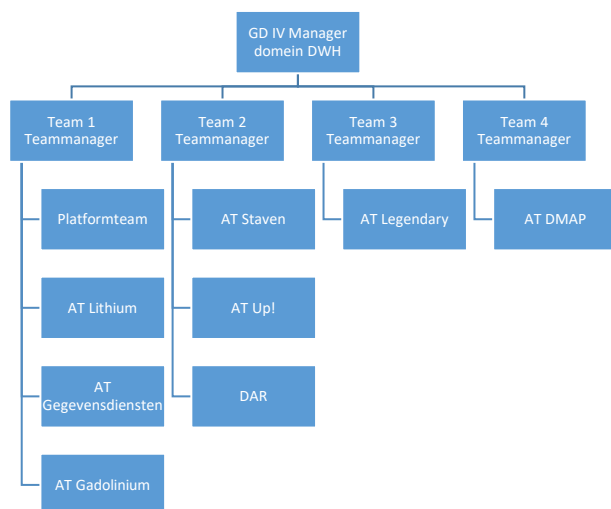 GD IV Manager
domein DWH
Team 1
Teammanager
Team 2
Teammanager
Team 3
Teammanager
Team 4
Teammanager
Platformteam
AT Staven
AT Legendary
AT DMAP
AT Lithium
AT Up!
AT
Gegevensdiensten
DAR
AT Gadolinium